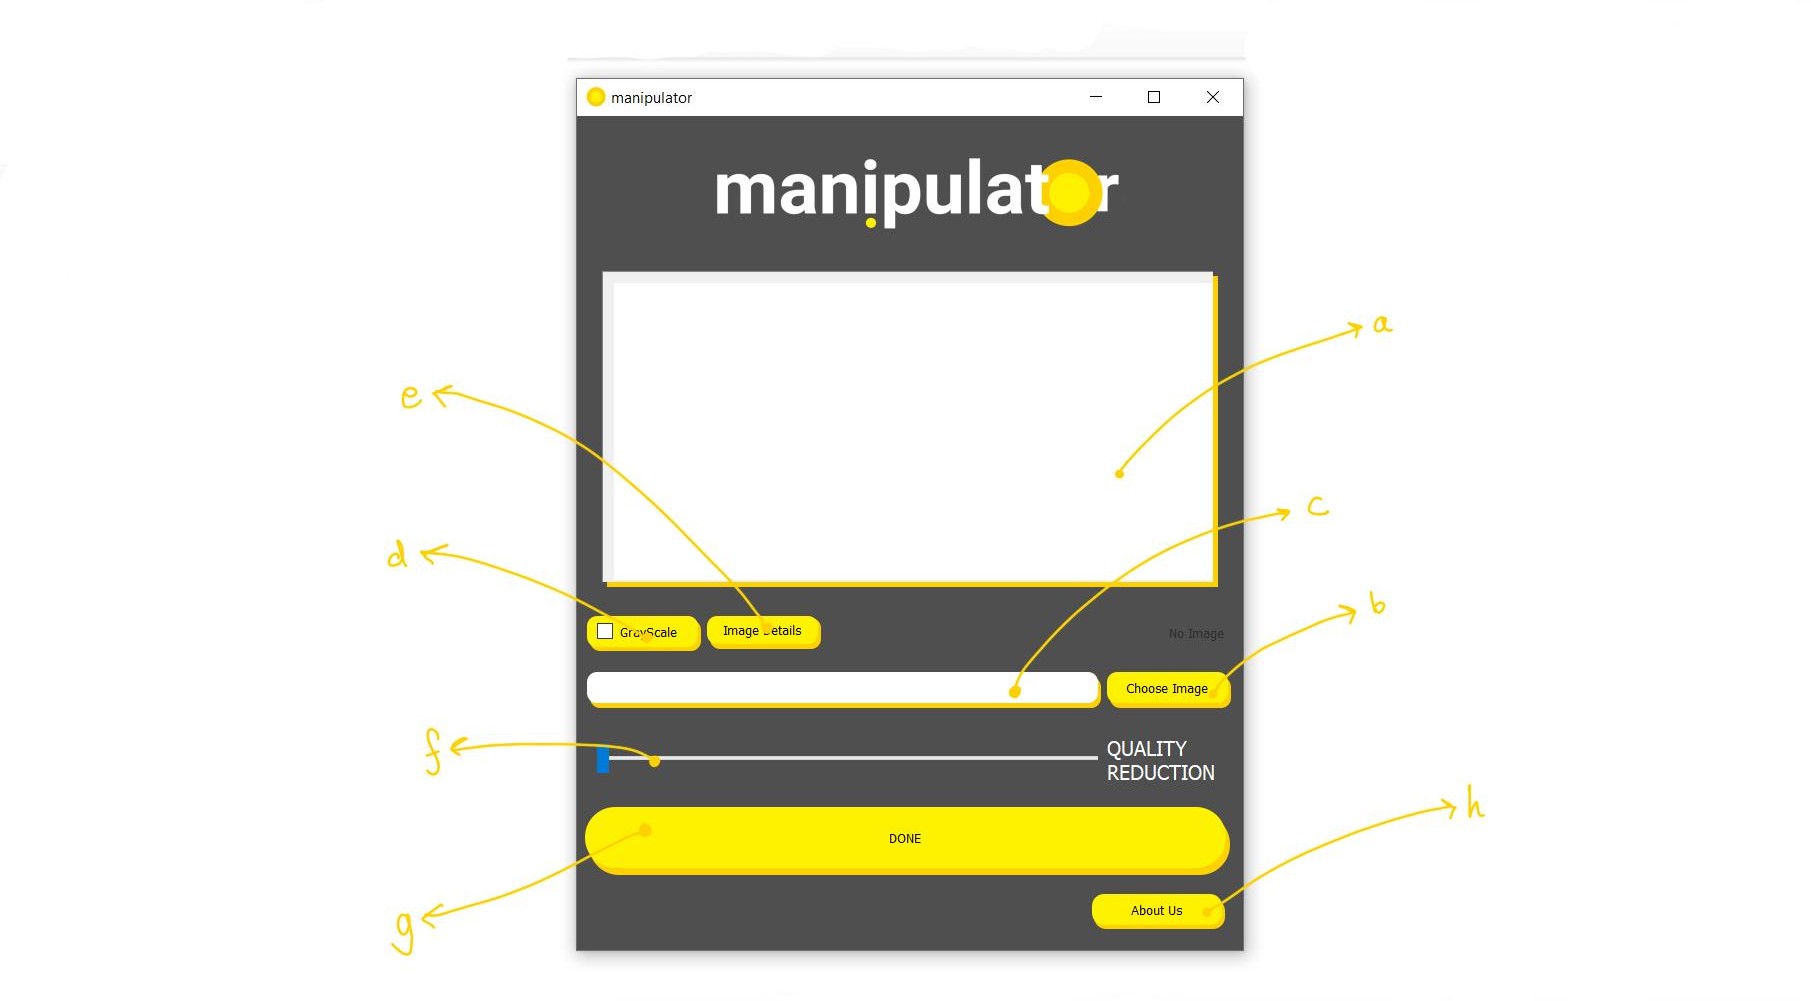 manipulator
manipulator
a
e
c
d
b
GrayScale
Image Details
No Image
Choose Image
f
QUALITY
REDUCTION
h
DONE
g
About Us